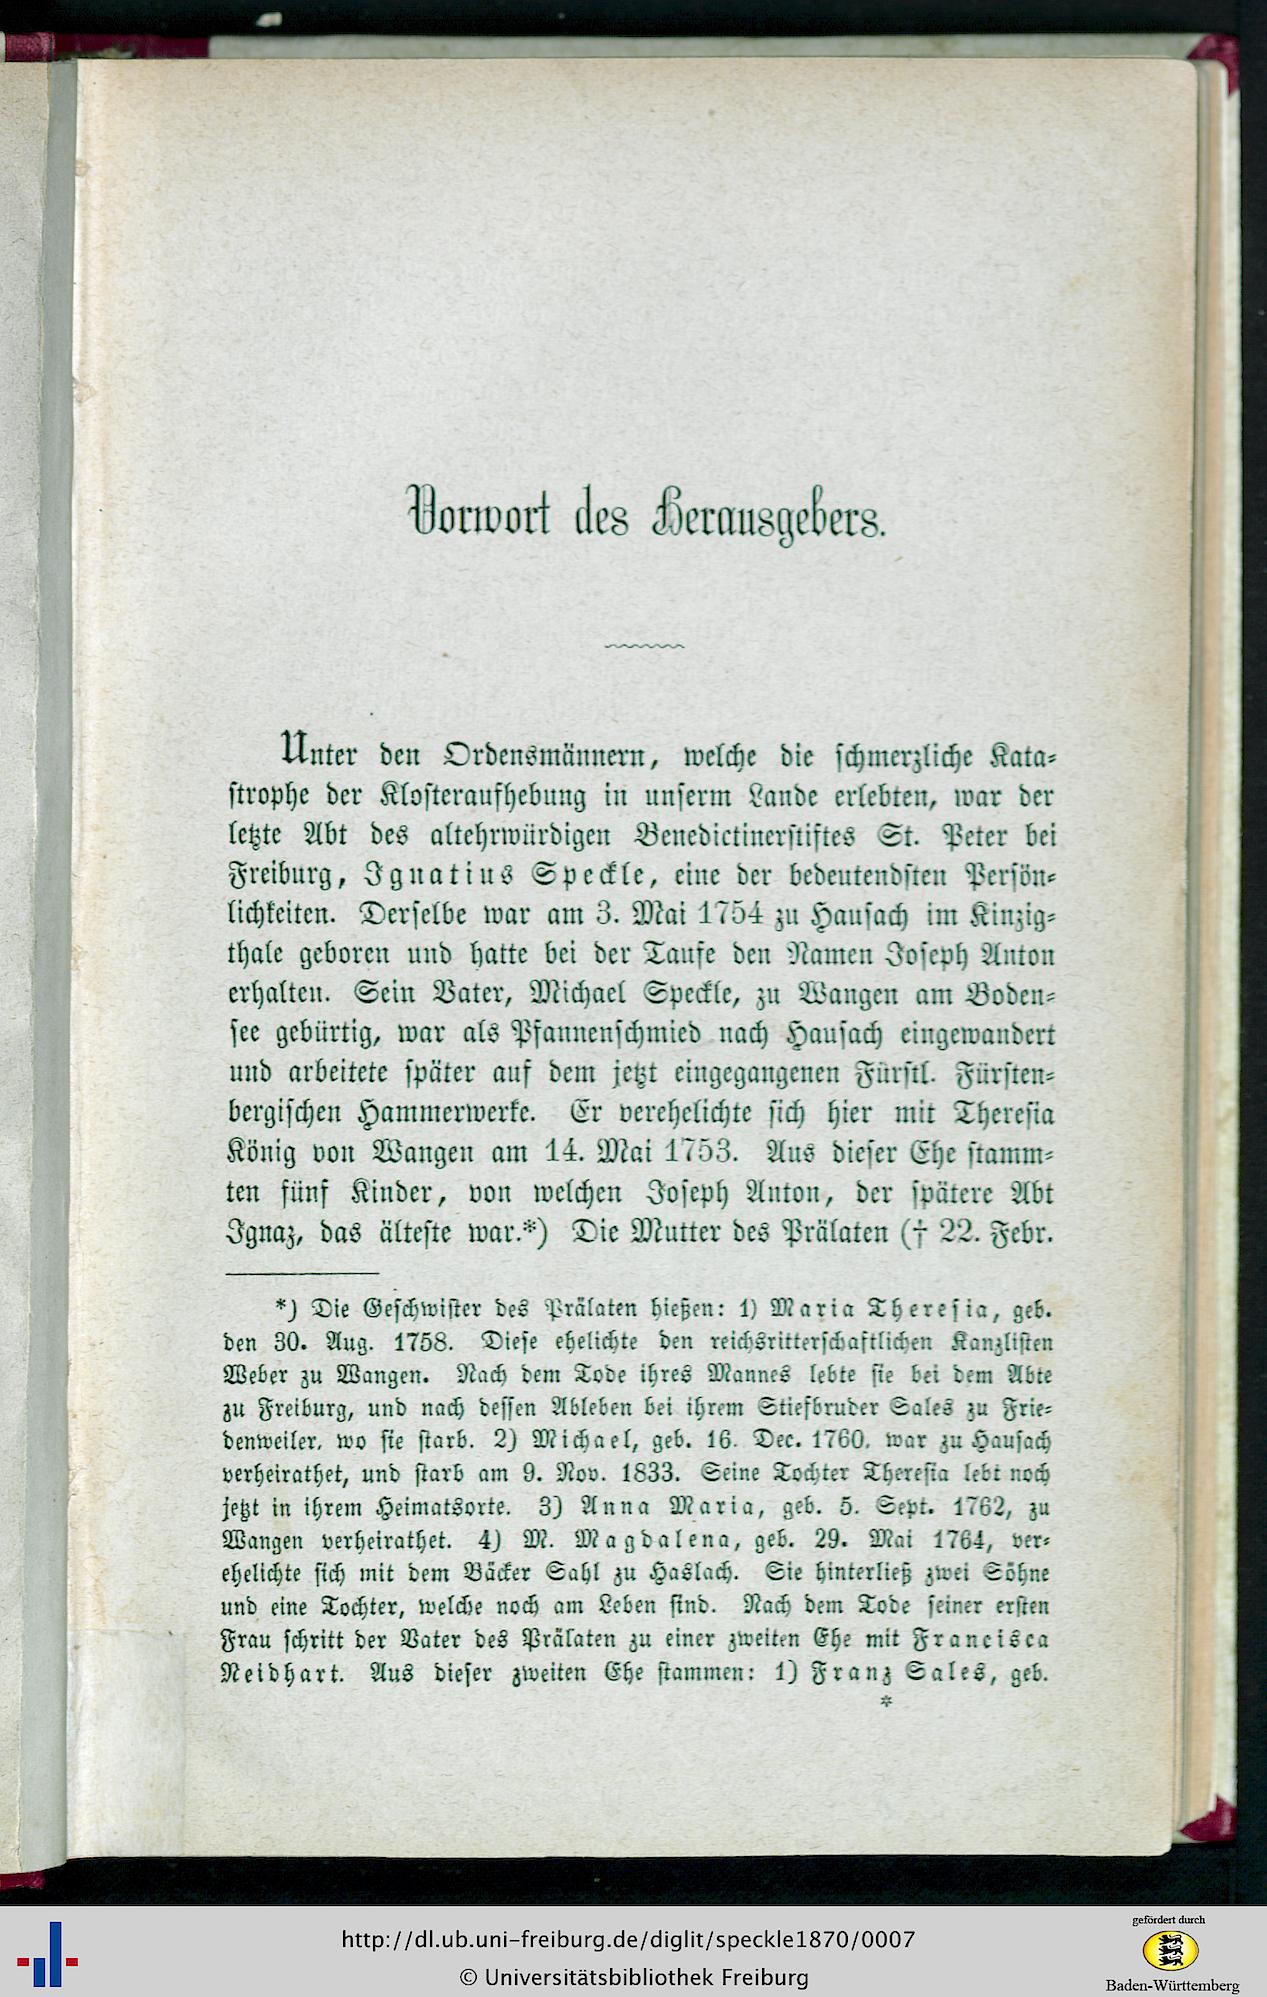 Vorwort des Herausgebers.
Unter den Ordensmännern, welche die schmerzliche Kata-
strophe der Klosteraufhebung in unserm Lande erlebten, war der
letzte Abt des altehrwürdigen Benedictinerstiftes St. Peter bei
Freiburg, Ignatius Speckle, eine der bedeutendsten Persön-
lichkeiten. Derselbe war am 3. Mai 1754 zu Hausach im Kinzig-
thale geboren und hatte bei der Taufe den Namen Joseph Anton
erhalten. Sein Vater, Michael Speckle, zu Wangen am Boden-
see gebürtig, war als Pfannenschmied nach Hausach eingewandert
und arbeitete später auf dem jetzt eingegangenen Fürstl. Fürsten-
bergischen Hammerwerke. Er verehelichte sich hier mit Theresia
König von Wangen am 14. Mai 1753. Aus dieser Ehe stamm-
ten fünf Kinder, von welchen Joseph Anton, der spätere Abt
Ignaz, das älteste war.*) Die Mutter des Prälaten († 22. Febr.
*) Die Geschwister des Prälaten hießen: 1) Maria Theresia, geb.
den 30. Aug. 1758. Diese ehelichte den reichsritterschaftlichen Kanzlisten
Weber zu Wangen. Nach dem Tode ihres Mannes lebte sie bei dem Abte
zu Freiburg, und nach dessen Ableben bei ihrem Stiefbruder Sales zu Frie-
denweiler, wo sie starb. 2) Michael, geb. 16. Dec. 1760, war zu Hausach
verheirathet, und starb am 9. Nov. 1833. Seine Tochter Theresia lebt noch
jetzt in ihrem Heimatsorte. 3) Anna Maria, geb. 5. Sept. 1762, zu
Wangen verheirathet. 4) M. Magdalena, geb. 29. Mai 1764, ver-
ehelichte sich mit dem Bäcker Sahl zu Haslach. Sie hinterließ zwei Söhne
und eine Tochter, welche noch am Leben sind. Nach dem Tode seiner ersten
Frau schritt der Vater des Prälaten zu einer zweiten Ehe mit Francisca
Neidhart. Aus dieser zweiten Ehe stammen: 1) Franz Sales, geb.
*
http://dl.ub.uni-freiburg.de/diglit/speckle1870/0007
© Universitätsbibliothek Freiburg
gefördert durch
Baden-Württemberg